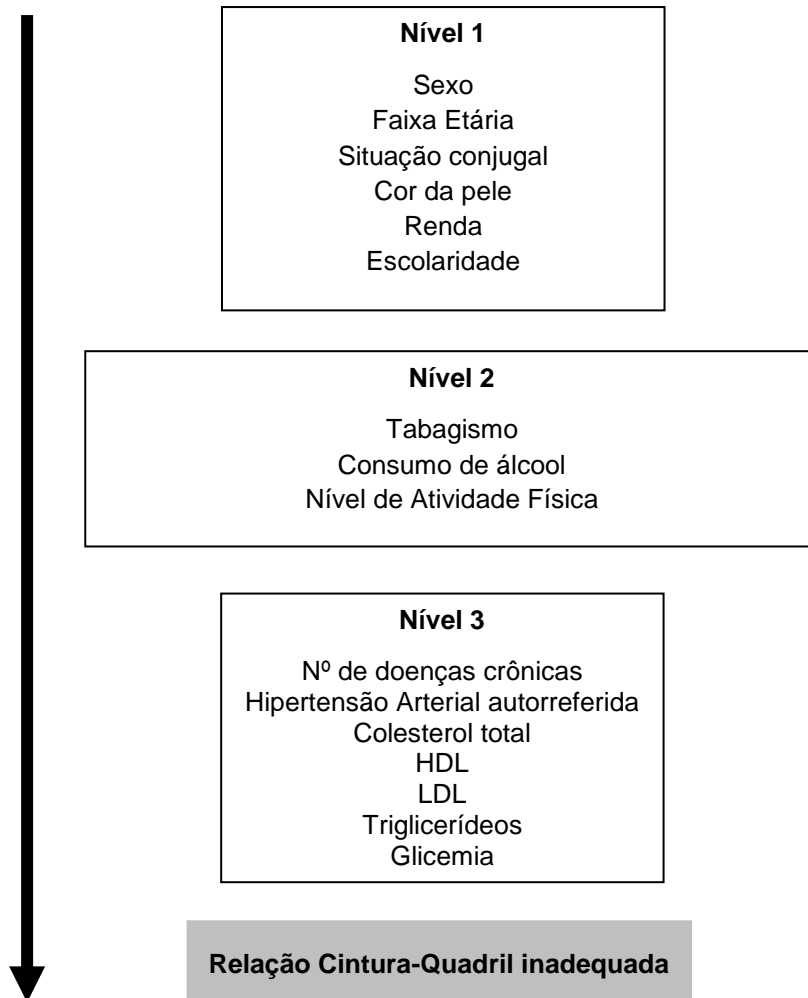 Nível 1
Sexo
Faixa Etária
Situação conjugal
Cor da pele
Renda
Escolaridade
Nível 2
Tabagismo
Consumo de álcool
Nível de Atividade Física
Nível 3
Nº de doenças crônicas
Hipertensão Arterial autorreferida
Colesterol total
HDL
LDL
Triglicerídeos
Glicemia
Relação Cintura-Quadril inadequada